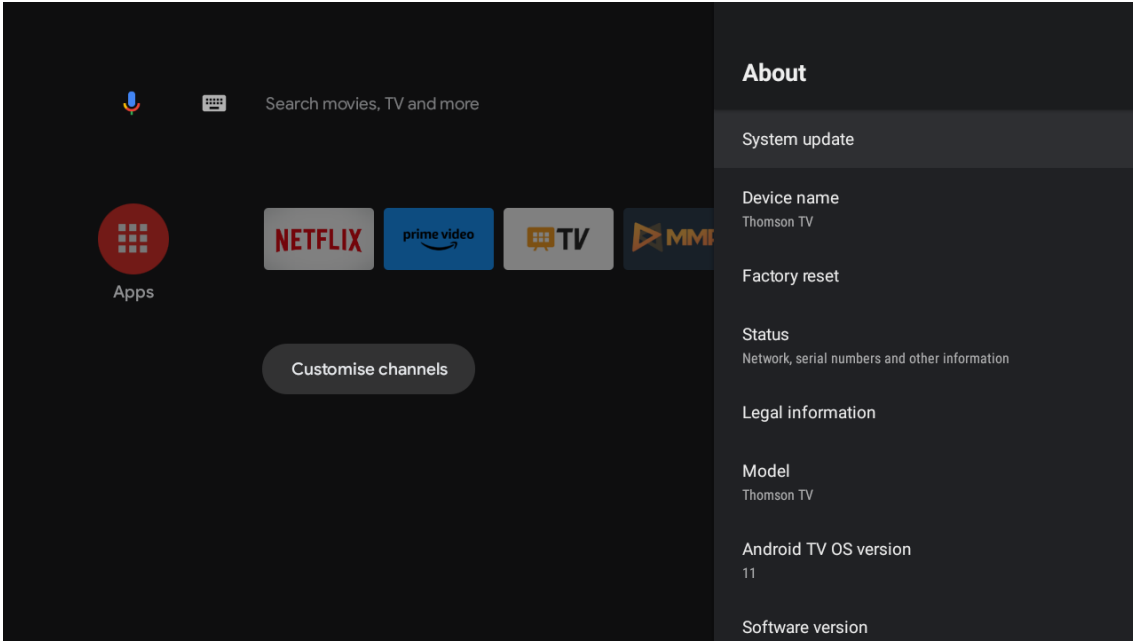 Search movies, TV and more
NETFLIX
prime video
TV
MM
Apps
Customise channels
About
System update
Device name
Thomson TV
Factory reset
Status
Network, serial numbers and other information
Legal information
Model
Thomson TV
Android TV OS version
11
Software version